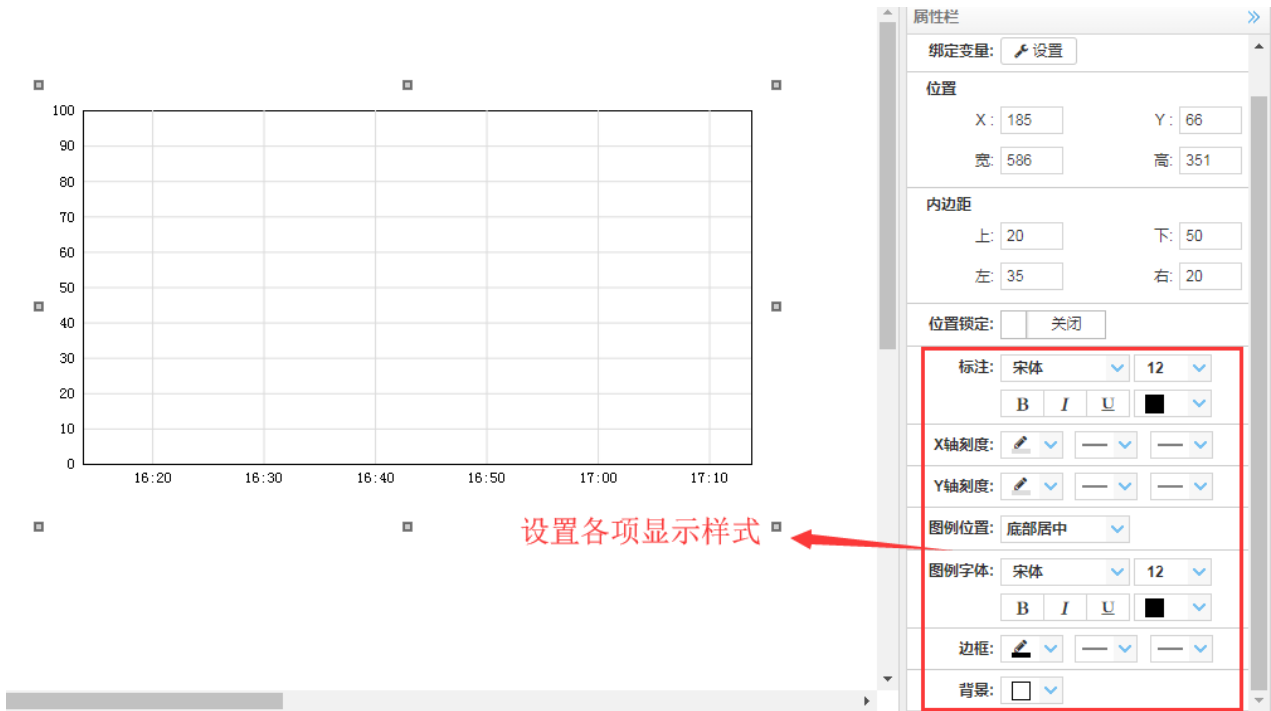 属性栏
绑定变量: 设置
位置
X : 185 Y : 66
宽: 586 高: 351
内边距
上: 20 下: 50
左: 35 右: 20
位置锁定: 关闭
标注: 宋体 12
B I U
X轴刻度:
Y轴刻度:
图例位置: 底部居中
图例字体: 宋体 12
B I U
边框:
背景:
100
90
80
70
60
50
40
30
20
10
0
16:20 16:30 16:40 16:50 17:00 17:10
设置各项显示样式